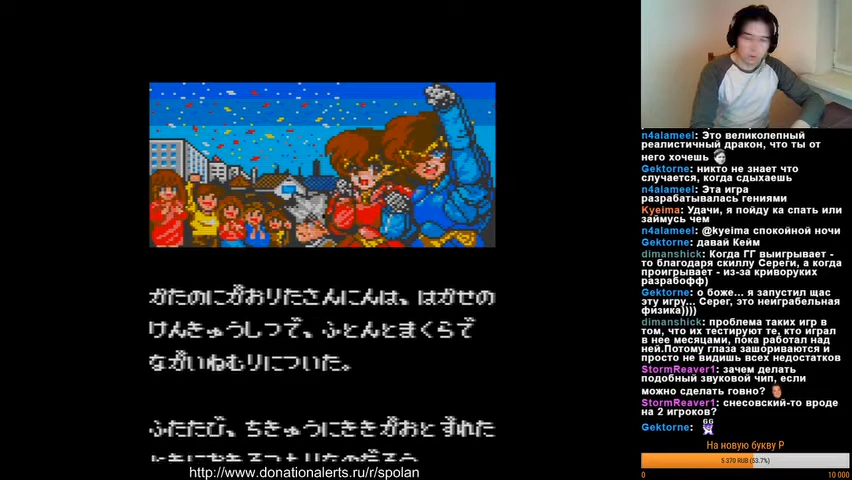 かたのにがおりたさんにんは、はかせの
けんきゅうしつで、ふとんとまくらで
ながいねむりについた。
ふたたび、ちきゅうにききがおとずれた
http://www.donationalerts.ru/r/spolan
n4alameel: Это великолепный
реалистичный дракон, что ты от
него хочешь
Gektorne: никто не знает что
случается, когда сдыхаешь
n4alameel: Эта игра
разрабатывалась гениями
Kyeima: Удачи, я пойду ка спать или
займусь чем
n4alameel: @kyeima спокойной ночи
Gektorne: давай Кейм
dimanshick: Когда ГГ выигрывает -
то благодаря скиллу Сереги, а когда
проигрывает - из-за криворуких
разрабофф)
Gektorne: о боже... я запустил щас
эту игру... Серег, это неиграбельная
физика))))
dimanshick: проблема таких игр в
том, что их тестируют те, кто играл
в нее месяцами, пока работал над
ней.Потому глаза зашориваются и
просто не видишь всех недостатков
StormReaver1: зачем делать
подобный звуковой чип, если
можно сделать говно?
StormReaver1: снесовский-то вроде
на 2 игроков?
Gektorne:
На новую букву Р
5 370 RUB (53.7%)
0 10 000